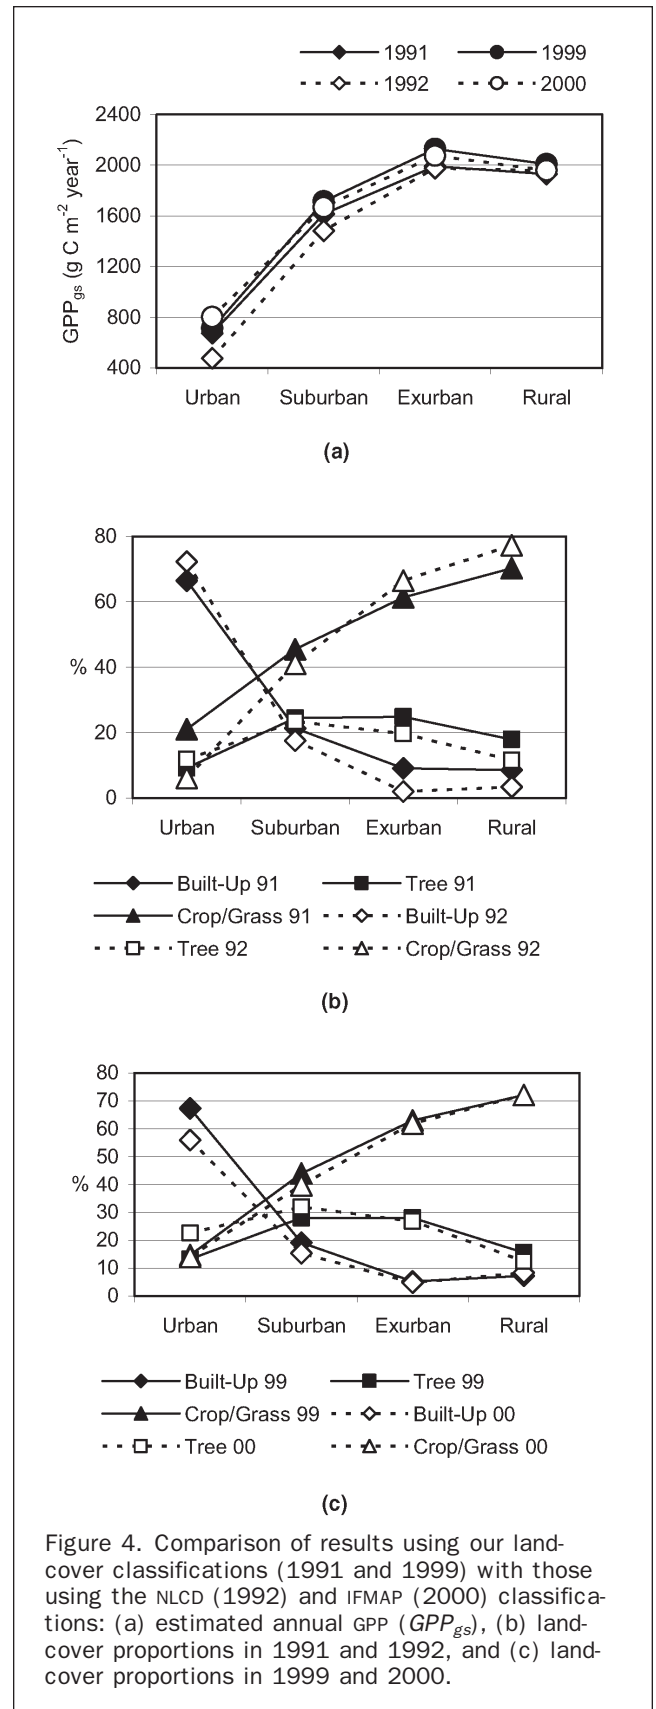 1991 1999
1992 2000
2400
2000
1600
1200
800
400
GPPgs (g C m-2 year-1)
Urban Suburban Exurban Rural
(a)
80
60
% 40
20
0
Urban Suburban Exurban Rural
Built-Up 91 Tree 91
Crop/Grass 91 Built-Up 92
Tree 92 Crop/Grass 92
(b)
80
70
60
50
% 40
30
20
10
0
Urban Suburban Exurban Rural
Built-Up 99 Tree 99
Crop/Grass 99 Built-Up 00
Tree 00 Crop/Grass 00
(c)
Figure 4. Comparison of results using our land-
cover classifications (1991 and 1999) with those
using the NLCD (1992) and IFMAP (2000) classifica-
tions: (a) estimated annual GPP (GPPgs), (b) land-
cover proportions in 1991 and 1992, and (c) land-
cover proportions in 1999 and 2000.